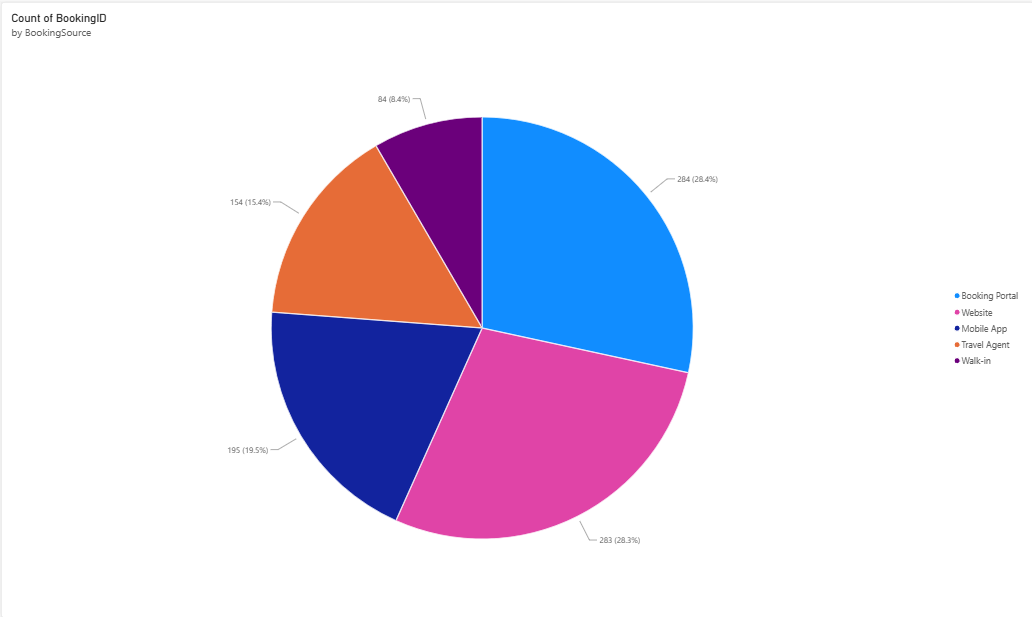 Count of BookingID
by BookingSource
84 (8.4%)
284 (28.4%)
154 (15.4%)
195 (19.5%)
283 (28.3%)
Booking Portal
Website
Mobile App
Travel Agent
Walk-in